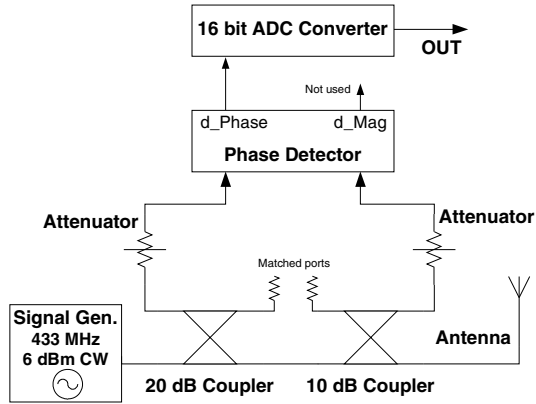 16 bit ADC Converter
OUT
Not used
d_Phase
d_Mag
Phase Detector
Attenuator
Attenuator
Matched ports
Signal Gen.
433 MHz
6 dBm CW
Antenna
20 dB Coupler
10 dB Coupler